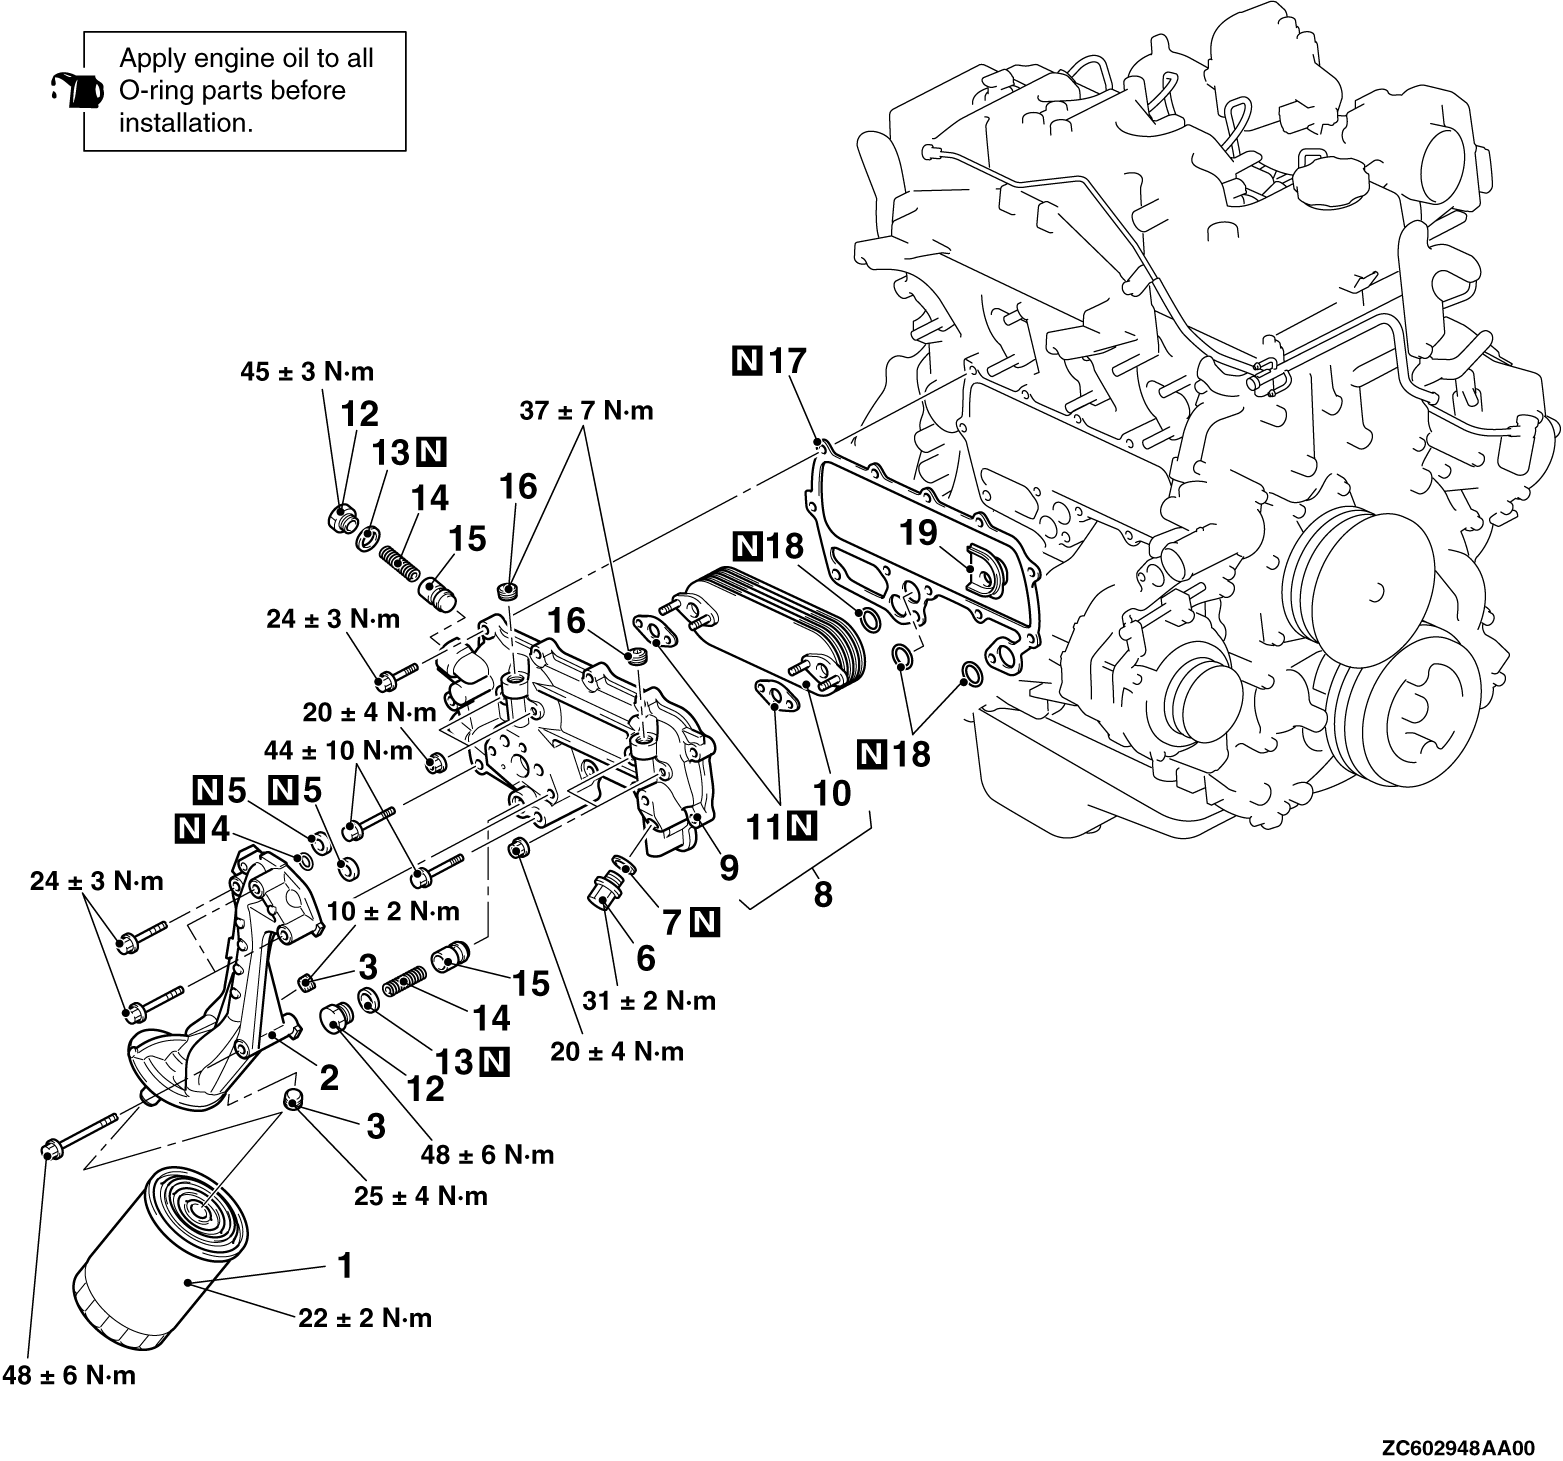 Apply engine oil to all
O-ring parts before
installation.
45 ± 3 N·m
12
13 N
14
15
16
37 ± 7 N·m
N 17
19
N 18
16
24 ± 3 N·m
20 ± 4 N·m
44 ± 10 N·m
N 5
N 5
N 4
24 ± 3 N·m
10 ± 2 N·m
3
N 18
10
11 N
9
8
7 N
6
31 ± 2 N·m
15
14
13 N
12
20 ± 4 N·m
2
3
48 ± 6 N·m
25 ± 4 N·m
1
22 ± 2 N·m
48 ± 6 N·m
ZC602948AA00